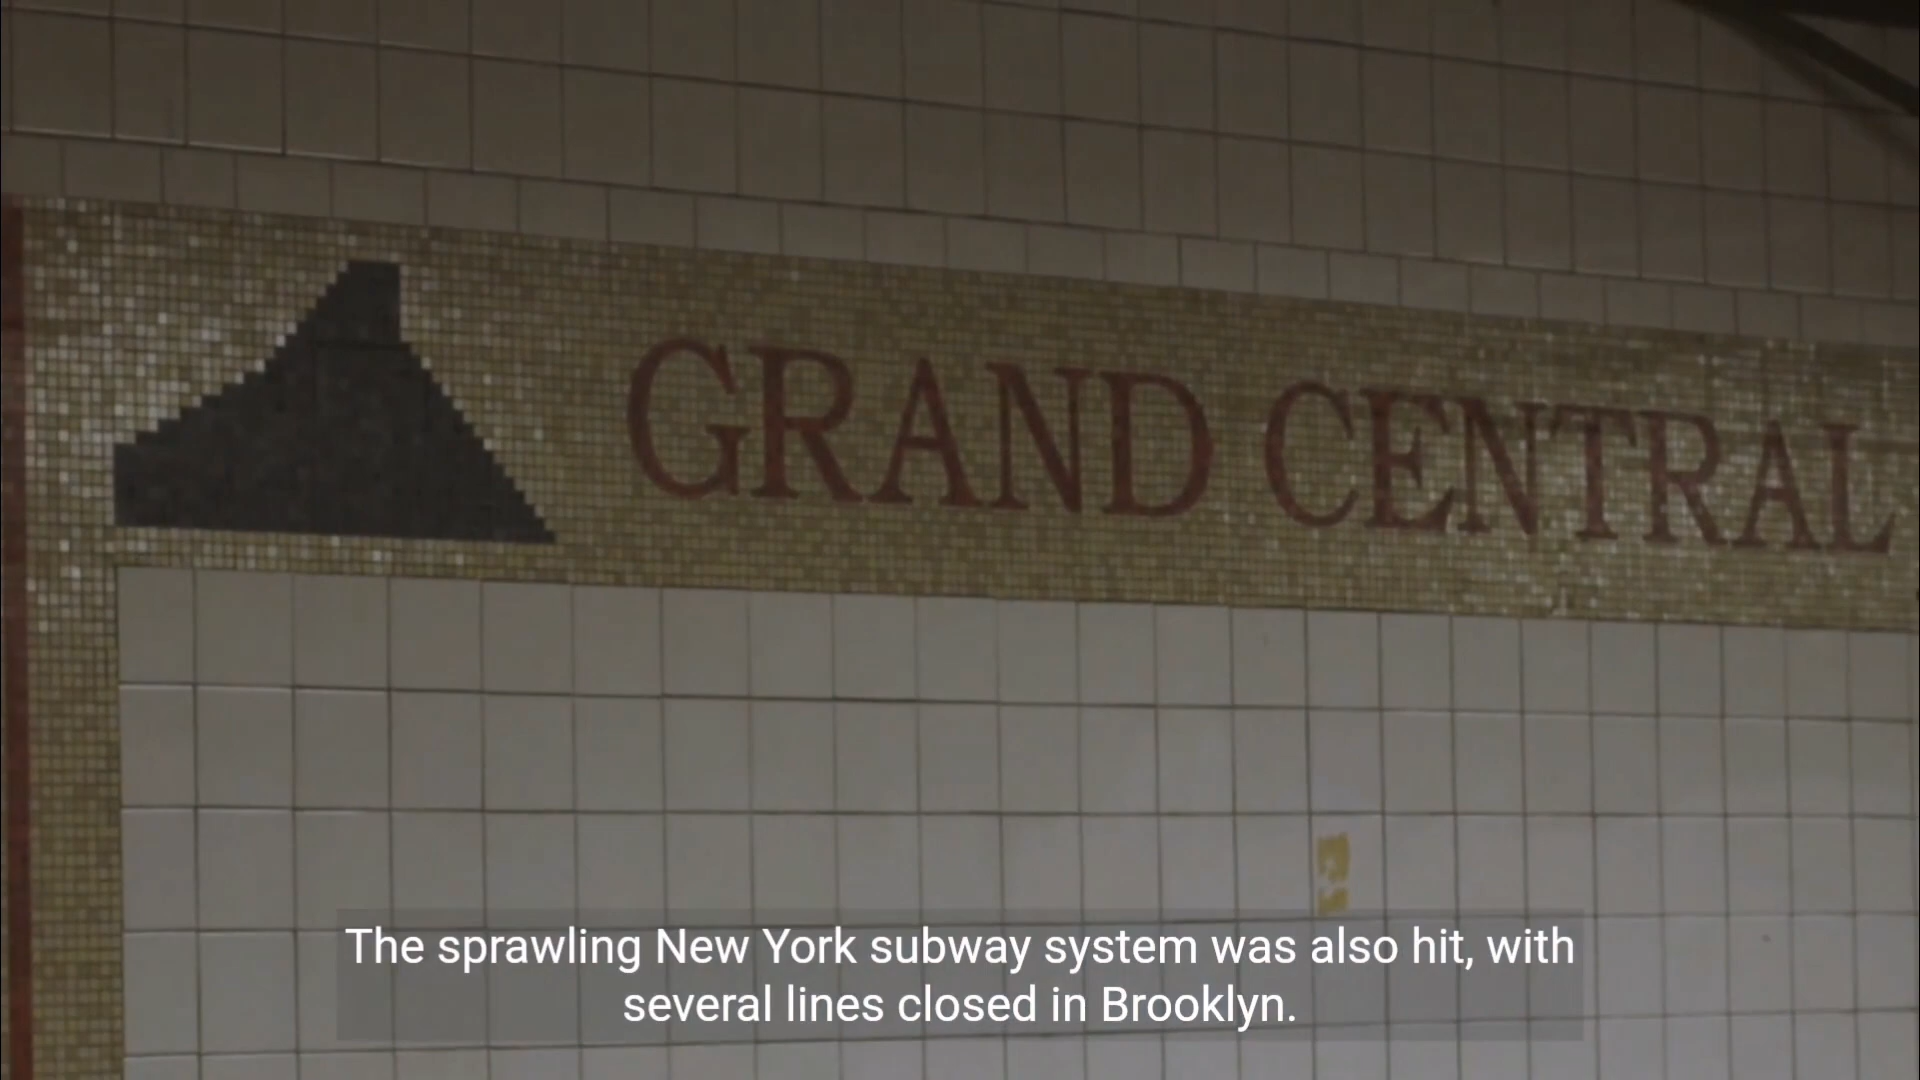 GRAND CENTRAL
The sprawling New York subway system was also hit, with
several lines closed in Brooklyn.